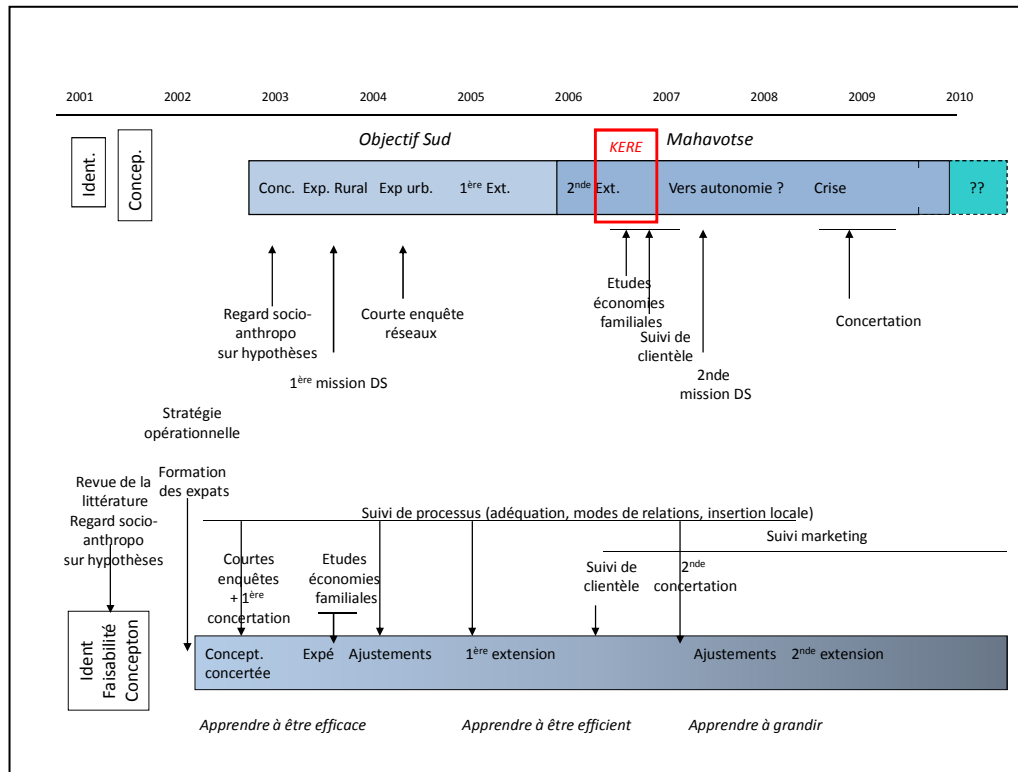 2001 2002 2003 2004 2005 2006 2007 2008 2009 2010
Objectif Sud
Mahavotse
KERE
Ident.
Concep.
Conc. Exp. Rural Exp urb. 1ère Ext. 2nde Ext. Vers autonomie ? Crise ??
Regard socio-
anthropo
sur hypothèses
1ère mission DS
Courte enquête
réseaux
Etudes
économies
familiales
Suivi de
clientèle
2nde
mission DS
Concertation
Stratégie
opérationnelle
Formation
des expats
Revue de la
littérature
Regard socio-
anthropo
sur hypothèses
Suivi de processus (adéquation, modes de relations, insertion locale)
Suivi marketing
Courtes
enquêtes
+ 1ère
concertation
Etudes
économies
familiales
Suivi de
clientèle
2nde
concertation
Ident
Faisabilité
Concepton
Concept.
concertée
Expé Ajustements 1ère extension Ajustements 2nde extension
Apprendre à être efficace
Apprendre à être efficient
Apprendre à grandir